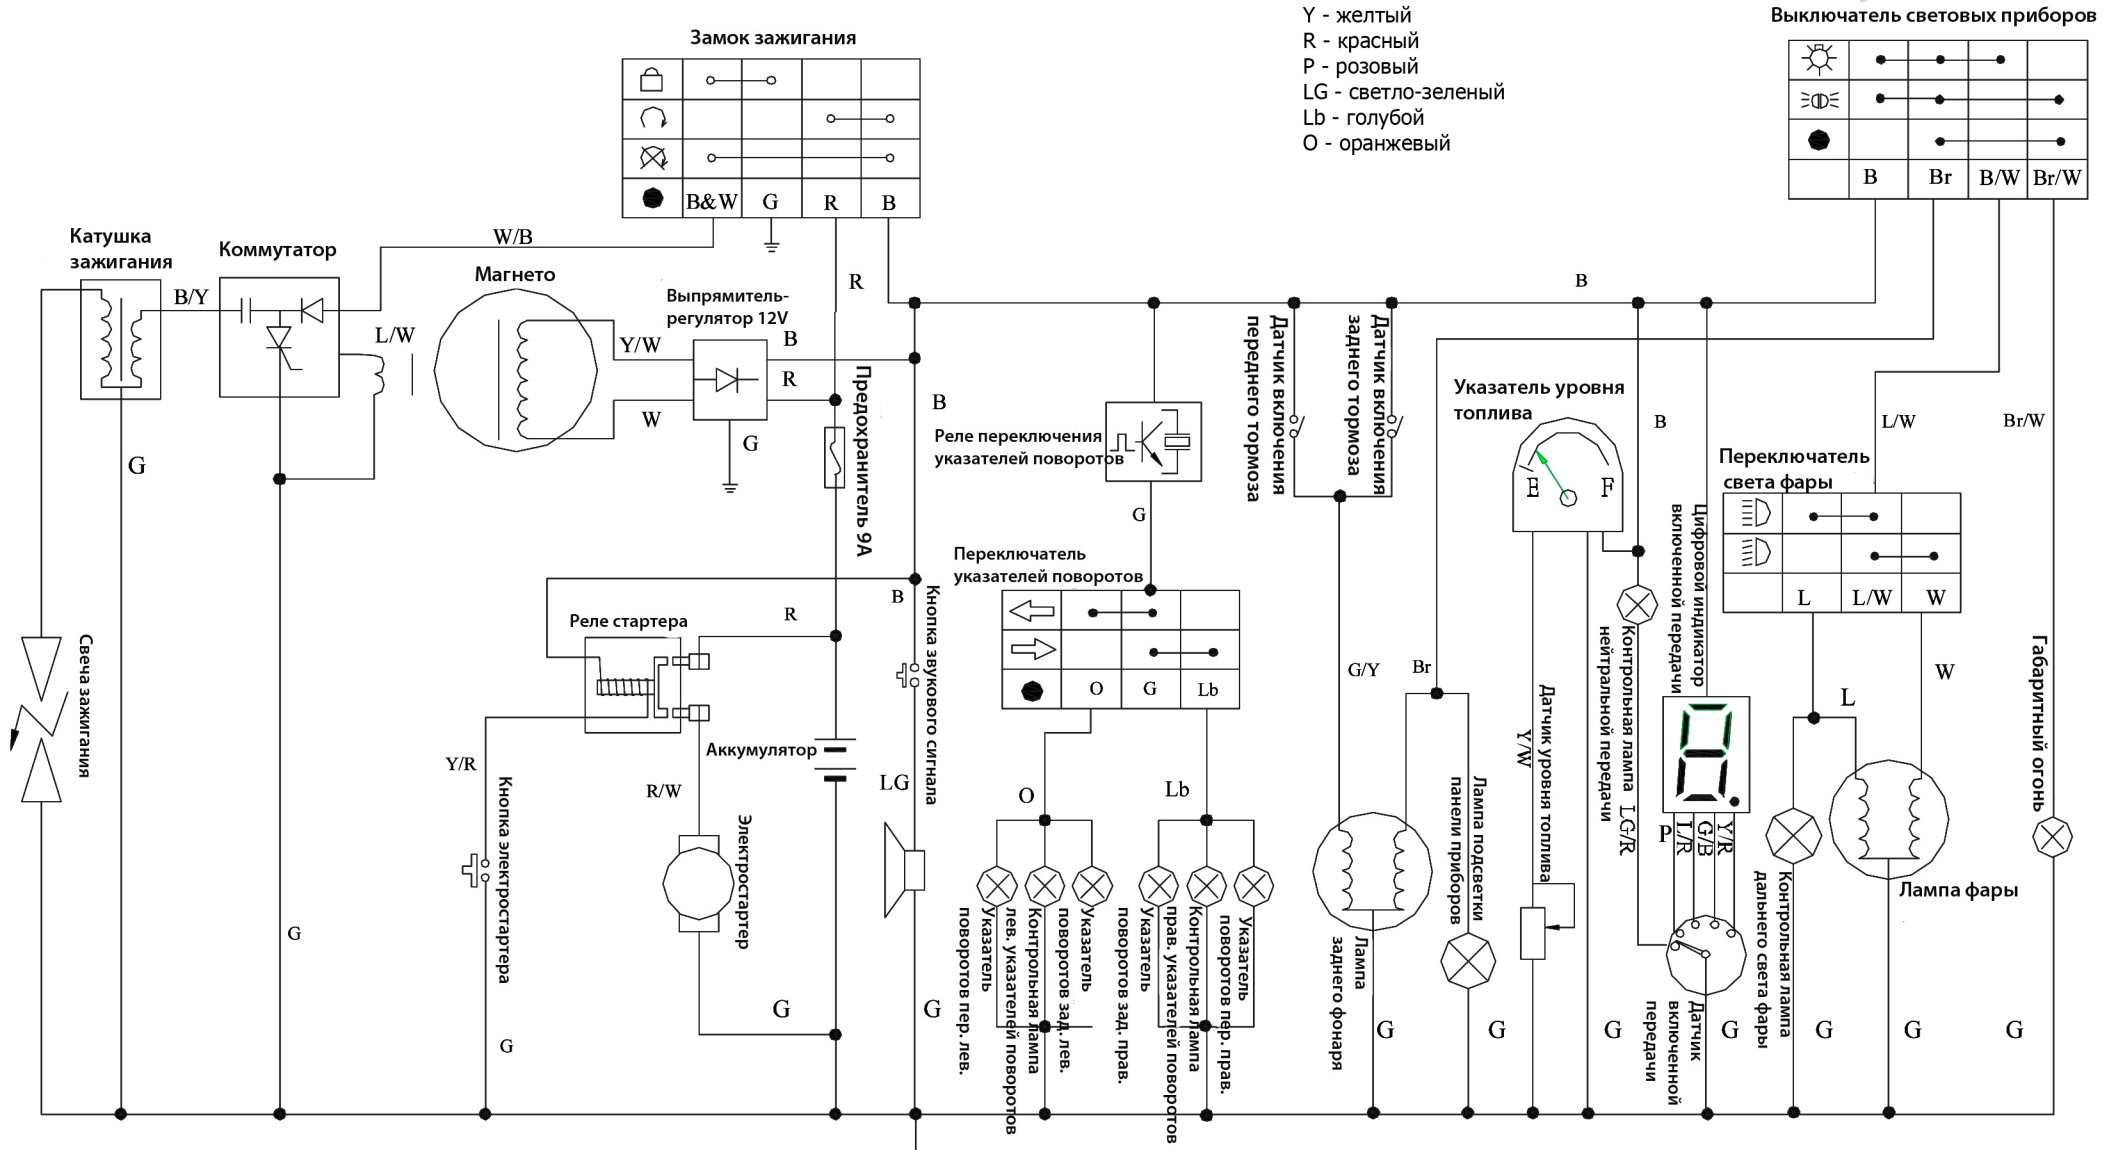 Y - желтый
R - красный
P - розовый
LG - светло-зеленый
Lb - голубой
O - оранжевый
Замок зажигания
B&W G R B
Выключатель световых приборов
B Br B/W Br/W
Катушка
зажигания
Коммутатор
W/B
B/Y
L/W
G
Магнето
Y/W
W
Выпрямитель-
регулятор 12V
B
R
G
R
Предохранитель 9А
B
B
Реле переключения
указателей поворотов
G
Датчик включения
переднего тормоза
Датчик включения
заднего тормоза
Указатель уровня
топлива
E F
B
L/W
Br/W
Переключатель
света фары
L L/W W
Цифровой индикатор
включенной передачи
Переключатель
указателей поворотов
O G Lb
Реле стартера
R
B
Кнопка звукового сигнала
Свеча зажигания
Y/R
Кнопка электростартера
R/W
Аккумулятор
Электростартер
LG
O
Lb
G/Y
Br
Лампа подсветки
панели приборов
Y/W
Датчик уровня топлива
Контрольная лампа
нейтральной передачи
LG/R
P
L/R
G/B
Y/R
L
W
Габаритный огонь
Лампа фары
Контрольная лампа
дальнего света фары
Указатель
поворотов пер. лев.
Контрольная лампа
лев. указателей поворотов
Указатель
поворотов зад. лев.
Указатель
поворотов зад. прав.
Контрольная лампа
прав. указателей поворотов
Указатель
поворотов пер. прав.
Лампа
заднего фонаря
Датчик
включенной
передачи
G
G
G
G
G
G
G
G
G
G
G